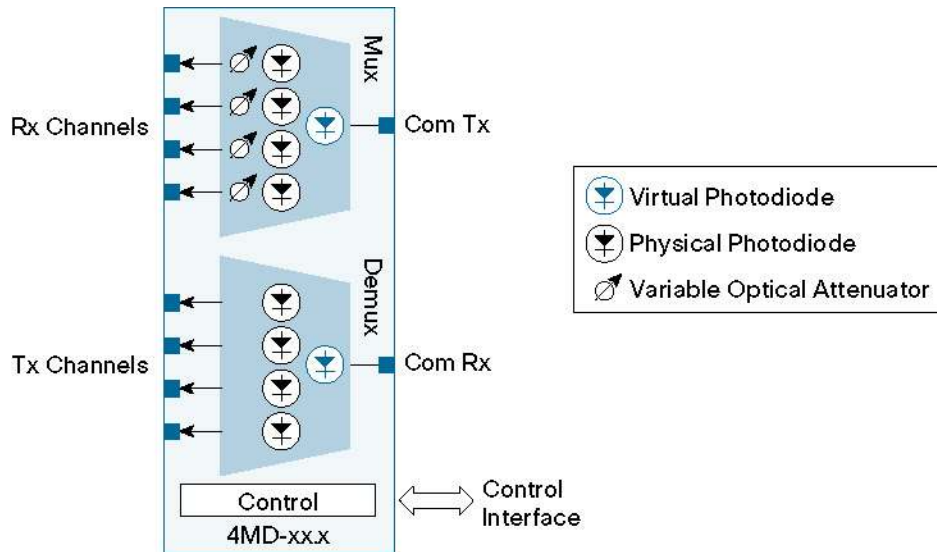 Mux
Rx Channels
Com Tx
Virtual Photodiode
Physical Photodiode
Variable Optical Attenuator
Demux
Tx Channels
Com Rx
Control
4MD-xx.x
Control
Interface